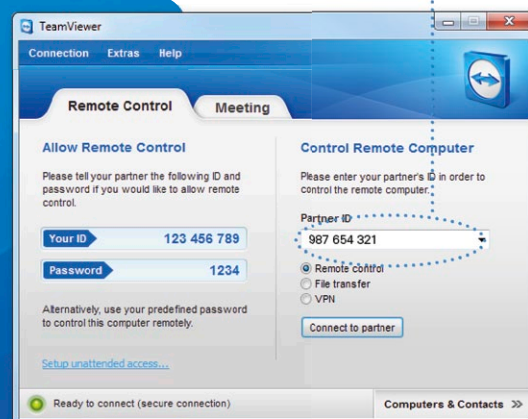 TeamViewer
Connection Extras Help
Remote Control Meeting
Allow Remote Control
Please tell your partner the following ID and
password if you would like to allow remote
control.
Your ID 123 456 789
Password 1234
Alternatively, use your predefined password
to control this computer remotely.
Setup unattended access...
Control Remote Computer
Please enter your partner's ID in order to
control the remote computer.
Partner ID
987 654 321
Remote control
File transfer
VPN
Connect to partner
Ready to connect (secure connection)
Computers & Contacts >>